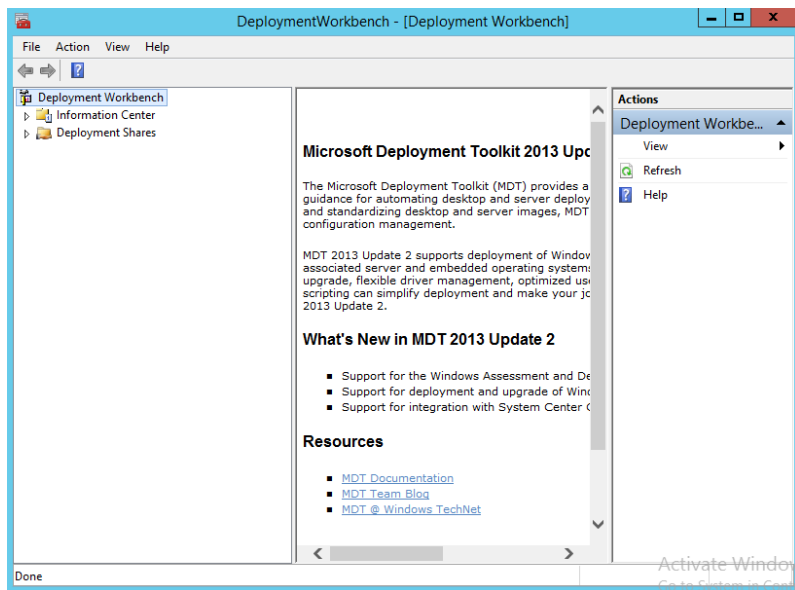 DeploymentWorkbench - [Deployment Workbench]
File Action View Help
Deployment Workbench
Information Center
Deployment Shares
Microsoft Deployment Toolkit 2013 Upd
The Microsoft Deployment Toolkit (MDT) provides a
guidance for automating desktop and server deploy
and standardizing desktop and server images, MDT
configuration management.
MDT 2013 Update 2 supports deployment of Window
associated server and embedded operating systems
upgrade, flexible driver management, optimized use
scripting can simplify deployment and make your jo
2013 Update 2.
What's New in MDT 2013 Update 2
Support for the Windows Assessment and De
Support for deployment and upgrade of Wind
Support for integration with System Center C
Resources
MDT Documentation
MDT Team Blog
MDT @ Windows TechNet
Actions
Deployment Workbe...
View
Refresh
Help
Activate Windo
Go to System in Cont
Done